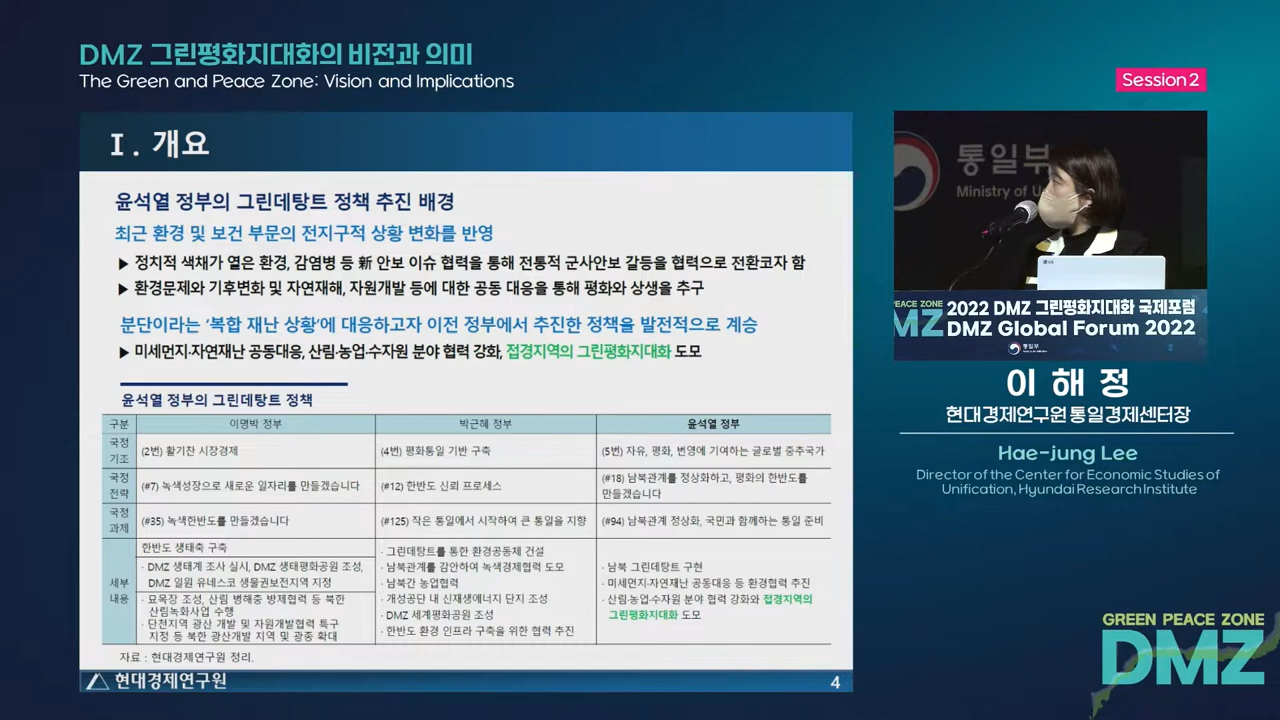 DMZ 그린평화지대화의 비전과 의미
The Green and Peace Zone: Vision and Implications
Session 2
Ⅰ. 개요
윤석열 정부의 그린데탕트 정책 추진 배경
최근 환경 및 보건 부문의 전지구적 상황 변화를 반영
▶ 정치적 색채가 옅은 환경, 감염병 등 新 안보 이슈 협력을 통해 전통적 군사안보 갈등을 협력으로 전환코자 함
▶ 환경문제와 기후변화 및 자연재해, 자원개발 등에 대한 공동 대응을 통해 평화와 상생을 추구
분단이라는 '복합 재난 상황'에 대응하고자 이전 정부에서 추진한 정책을 발전적으로 계승
▶ 미세먼지·자연재난 공동대응, 산림·농업·수자원 분야 협력 강화, 접경지역의 그린평화지대화 도모
윤석열 정부의 그린데탕트 정책
구분 이명박 정부 박근혜 정부 윤석열 정부
국정
기조
(2번) 활기찬 시장경제
(4번) 평화통일 기반 구축
(5번) 자유, 평화, 번영에 기여하는 글로벌 중추국가
국정
전략
(#7) 녹색성장으로 새로운 일자리를 만들겠습니다
(#12) 한반도 신뢰 프로세스
(#18) 남북관계를 정상화하고, 평화의 한반도를
만들겠습니다
국정
과제
(#35) 녹색한반도를 만들겠습니다
(#125) 작은 통일에서 시작하여 큰 통일을 지향
(#94) 남북관계 정상화, 국민과 함께하는 통일 준비
세부
내용
한반도 생태축 구축
· DMZ 생태계 조사 실시, DMZ 생태평화공원 조성,
DMZ 일원 유네스코 생물권보전지역 지정
· 묘목장 조성, 산림 병해충 방제협력 등 북한
산림녹화사업 수행
· 단천지역 광산 개발 및 자원개발협력 특구
지정 등 북한 광산개발 지역 및 광종 확대
· 그린데탕트를 통한 환경공동체 건설
· 남북관계를 감안하여 녹색경제협력 도모
· 남북간 농업협력
· 개성공단 내 신재생에너지 단지 조성
· DMZ 세계평화공원 조성
· 한반도 환경 인프라 구축을 위한 협력 추진
· 남북 그린데탕트 구현
· 미세먼지·자연재난 공동대응 등 환경협력 추진
· 산림·농업·수자원 분야 협력 강화와 접경지역의
그린평화지대화 도모
자료 : 현대경제연구원 정리.
현대경제연구원
4
통일부
Ministry of U
PEACE ZONE
MZ
2022 DMZ 그린평화지대화 국제포럼
DMZ Global Forum 2022
통일부
이 해 정
현대경제연구원 통일경제센터장
Hae-jung Lee
Director of the Center for Economic Studies of
Unification, Hyundai Research Institute
GREEN PEACE ZONE
DMZ